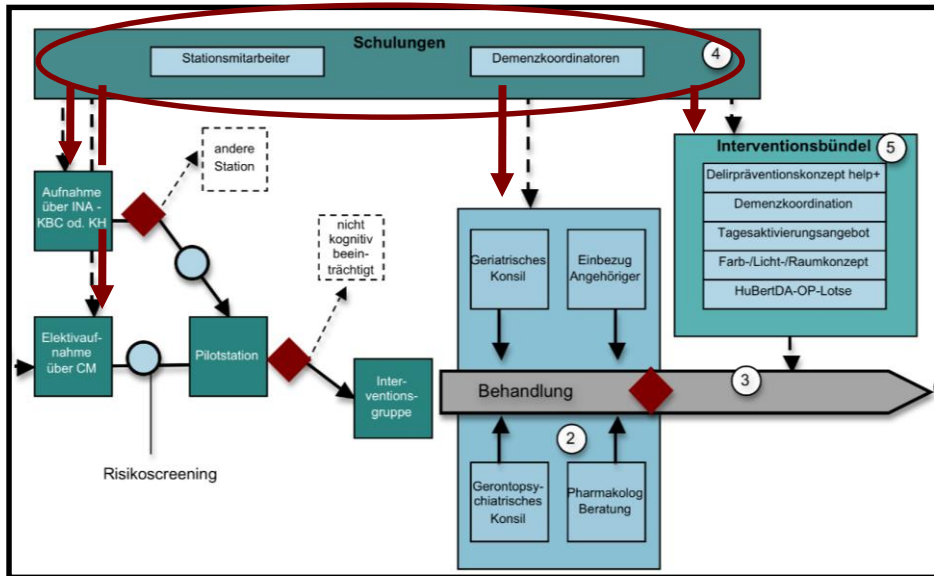 Schulungen
Stationsmitarbeiter
Demenzkoordinatoren
4
andere
Station
Interventionsbündel
5
Delirpräventionskonzept help+
Demenzkoordination
Tagesaktivierungsangebot
Farb-/Licht-/Raumkonzept
HuBertDA-OP-Lotse
Aufnahme
über INA -
KBC od. KH
nicht
kognitiv
beein-
trächtigt
Geriatrisches
Konsil
Einbezug
Angehöriger
Elektivauf-
nahme
über CM
Pilotstation
Inter-
ventions-
gruppe
Behandlung
3
2
Risikoscreening
Gerontopsy-
chiatrisches
Konsil
Pharmakolog
Beratung